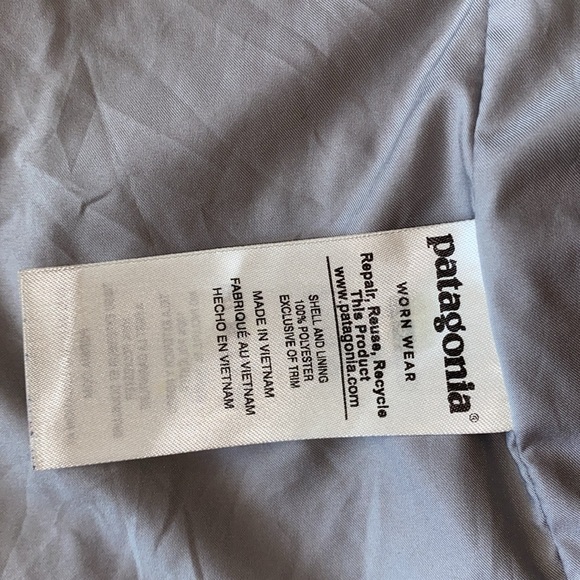 patagonia®
WORN WEAR
Repair, Reuse, Recycle
This Product
www.patagonia.com
SHELL AND LINING
100% POLYESTER
EXCLUSIVE OF TRIM
MADE IN VIETNAM
FABRIQUÉ AU VIETNAM
HECHO EN VIETNAM